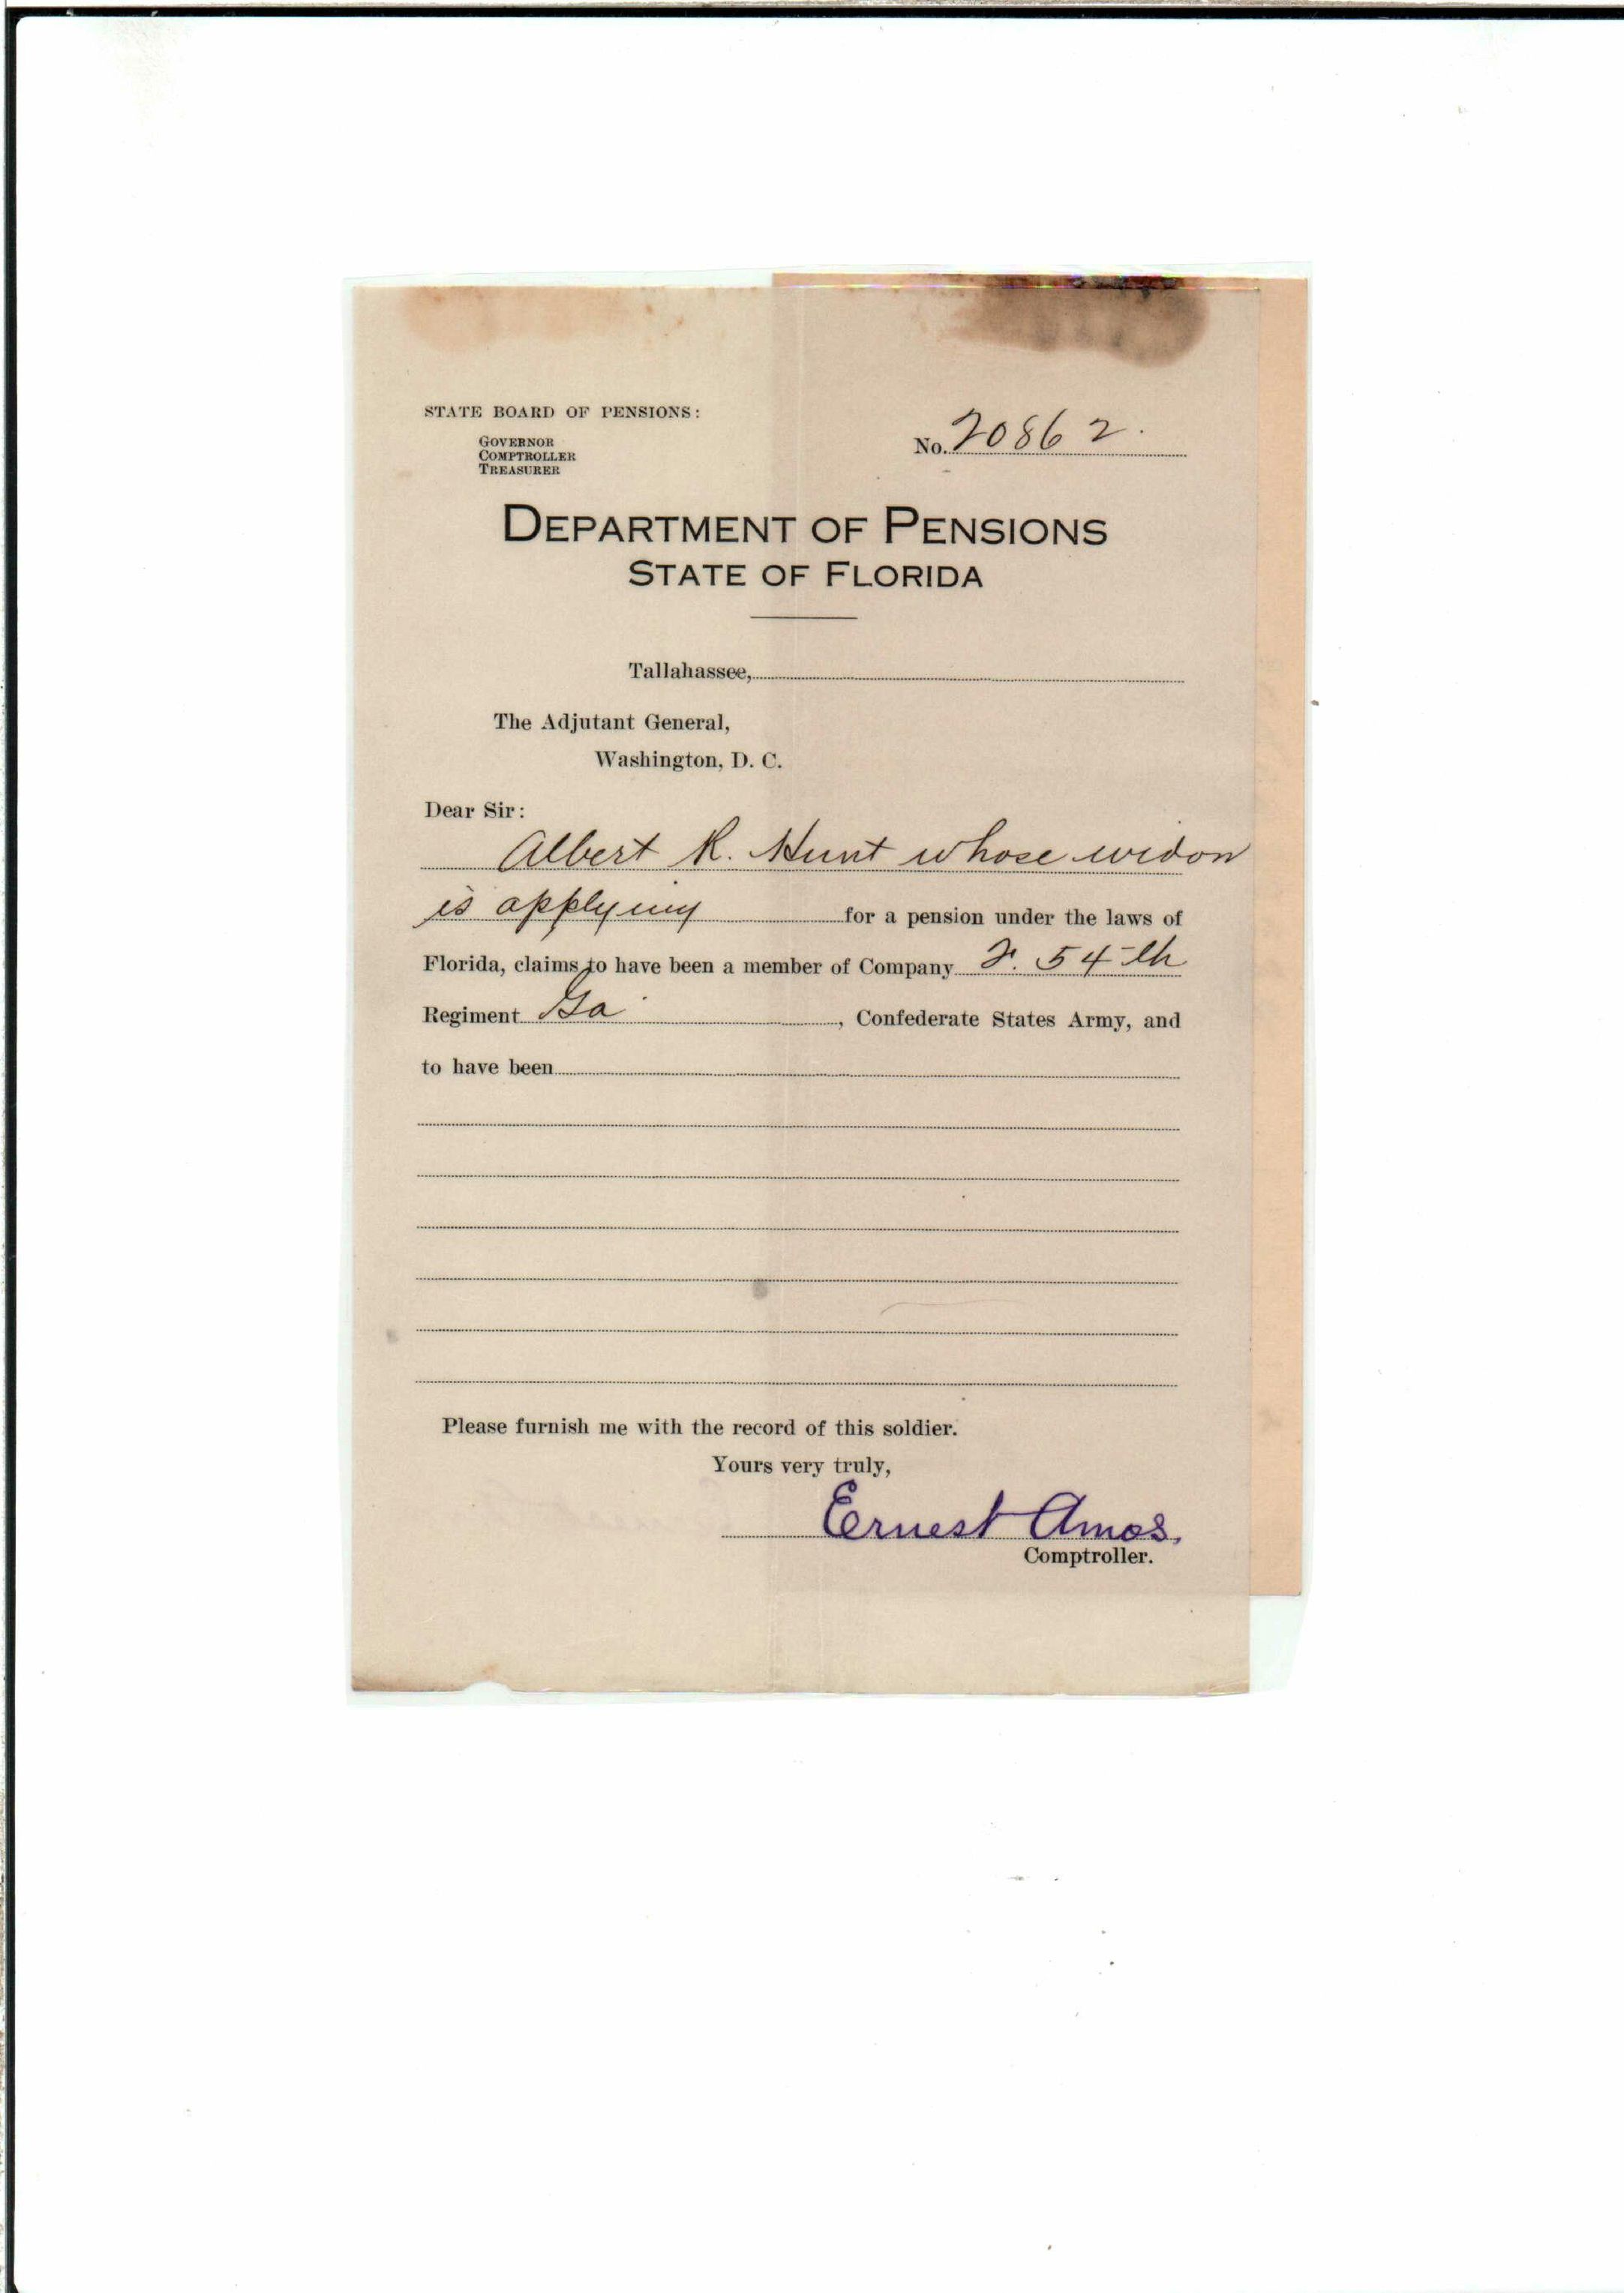 STATE BOARD OF PENSIONS:
GOVERNOR
COMPTROLLER
TREASURER
No. 20862.
DEPARTMENT OF PENSIONS
STATE OF FLORIDA
Tallahassee,
The Adjutant General,
Washington, D. C.
Dear Sir:
Albert R. Hunt whose widow
is applying for a pension under the laws of
Florida, claims to have been a member of Company F. 54th
Regiment Ga , Confederate States Army, and
to have been
Please furnish me with the record of this soldier.
Yours very truly,
Ernest Amos,
Comptroller.